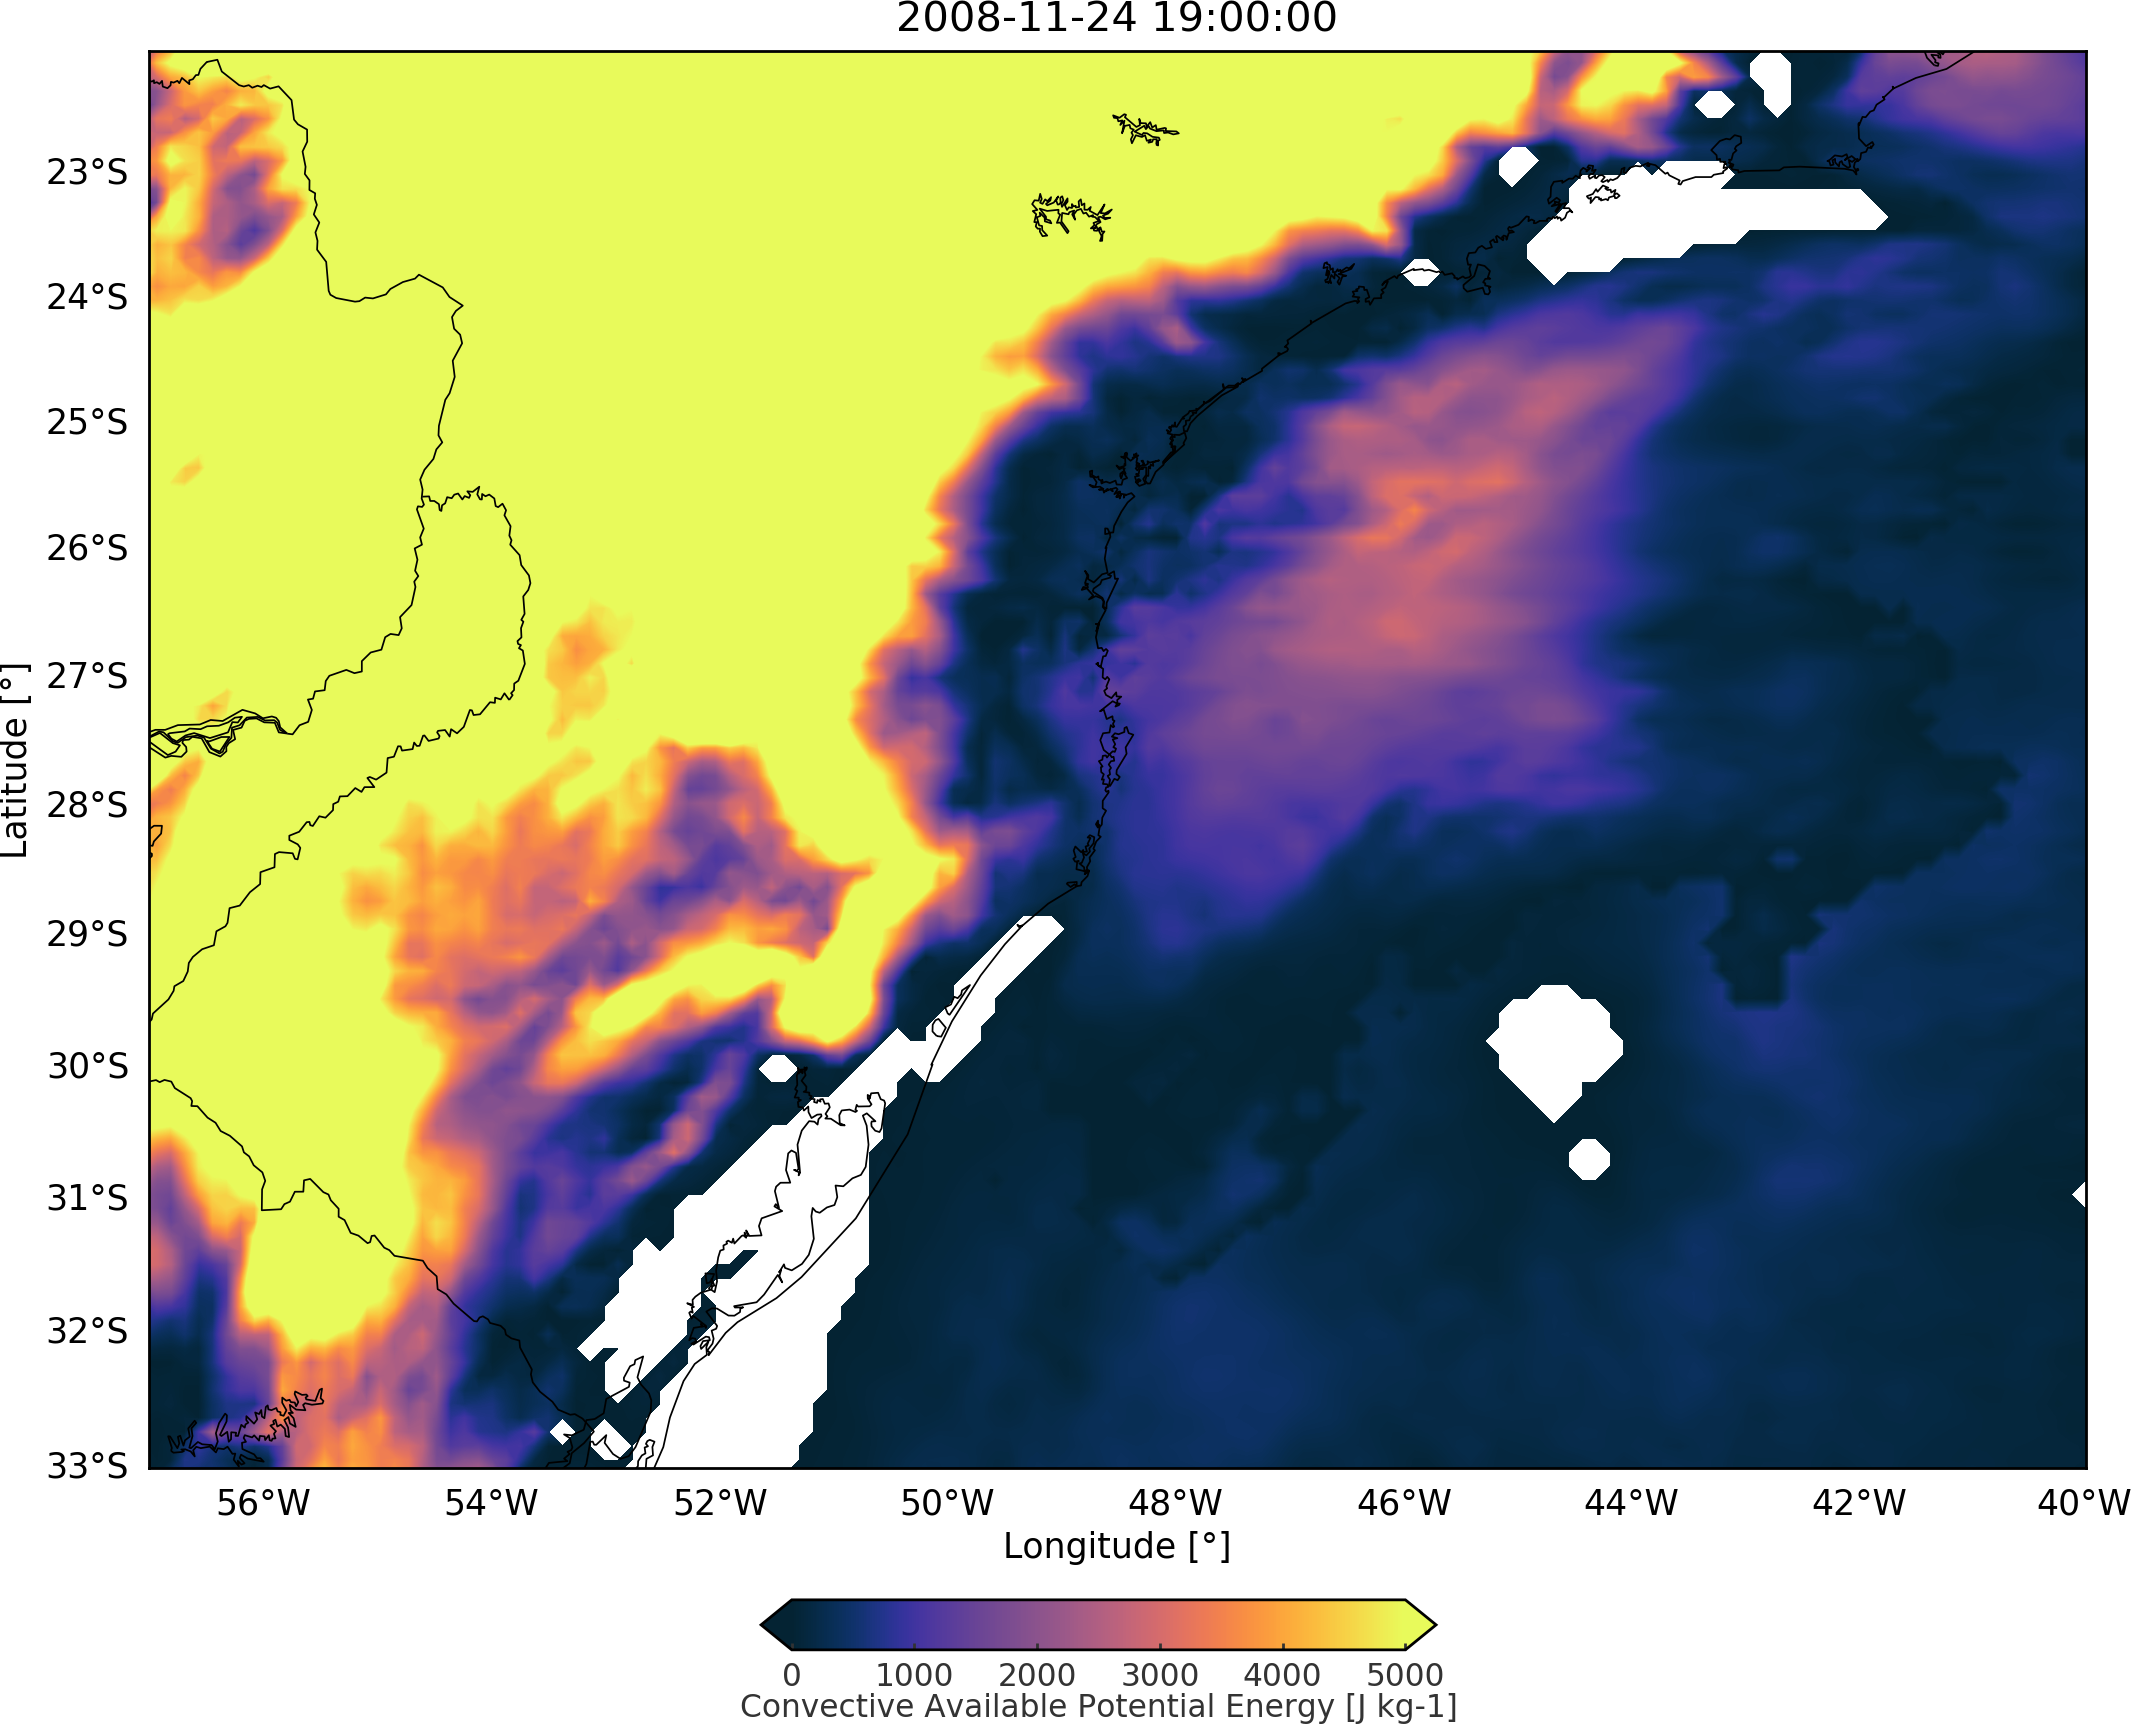 2008-11-24 19:00:00
23°S
24°S
25°S
26°S
27°S
28°S
29°S
30°S
31°S
32°S
33°S
Latitude [°]
56°W 54°W 52°W 50°W 48°W 46°W 44°W 42°W 40°W
Longitude [°]
0 1000 2000 3000 4000 5000
Convective Available Potential Energy [J kg-1]